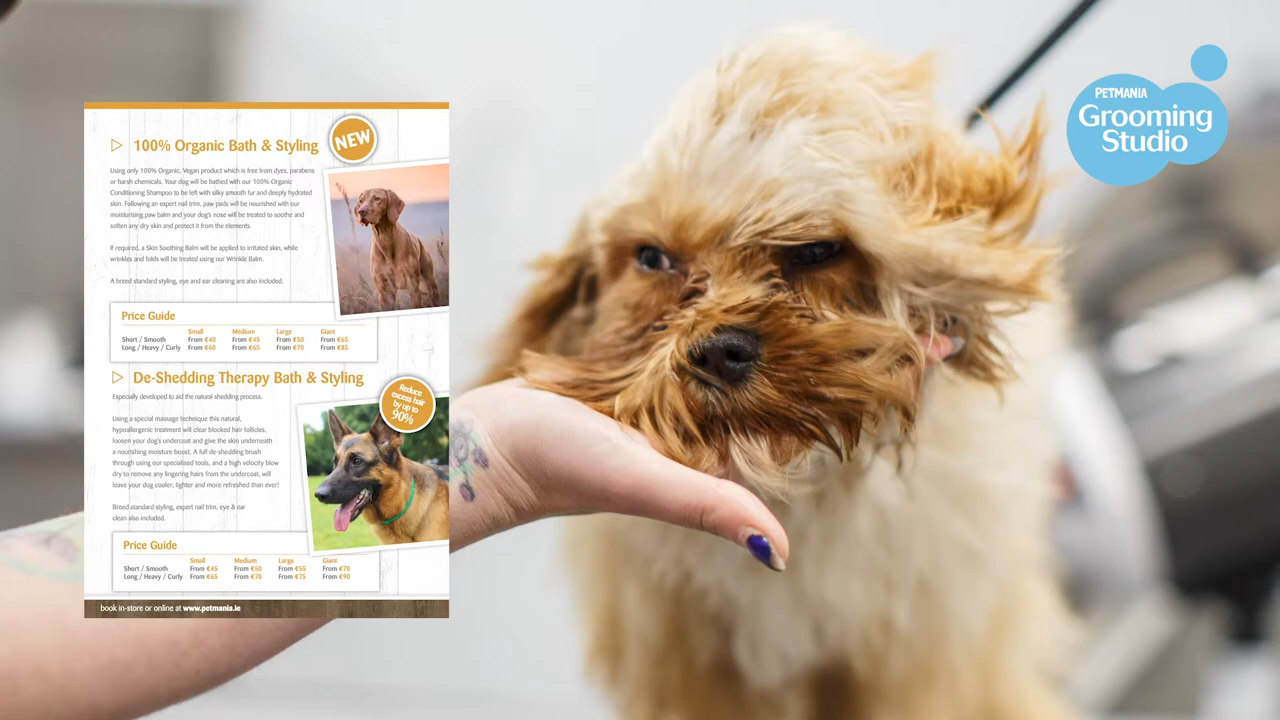 100% Organic Bath & Styling
NEW
Using only 100% Organic, Vegan product which is free from dyes, parabens
or harsh chemicals. Your dog will be bathed with our 100% Organic
Conditioning Shampoo to be left with silky smooth fur and deeply hydrated
skin. Following an expert nail trim, paw pads will be nourished with our
moisturising paw balm and your dog's nose will be treated to soothe and
soften any dry skin and protect it from the elements.
If required, a Skin Soothing Balm will be applied to irritated skin, while
wrinkles and folds will be treated using our Wrinkle Balm.
A breed standard styling, eye and ear cleaning are also included.
Price Guide
Small Medium Large Giant
Short / Smooth From €40 From €45 From €50 From €65
Long / Heavy / Curly From €60 From €65 From €70 From €85
De-Shedding Therapy Bath & Styling
Reduce
excess hair
by up to
90%
Especially developed to aid the natural shedding process.
Using a special massage technique this natural,
hypoallergenic treatment will clear blocked hair follicles,
loosen your dog's undercoat and give the skin underneath
a nourishing moisture boost. A full de-shedding brush
through using our specialised tools, and a high velocity blow
dry to remove any lingering hairs from the undercoat, will
leave your dog cooler, lighter and more refreshed than ever!
Breed standard styling, expert nail trim, eye & ear
clean also included.
Price Guide
Small Medium Large Giant
Short / Smooth From €45 From €50 From €55 From €70
Long / Heavy / Curly From €65 From €70 From €75 From €90
book in-store or online at www.petmania.ie
PETMANIA
Grooming
Studio